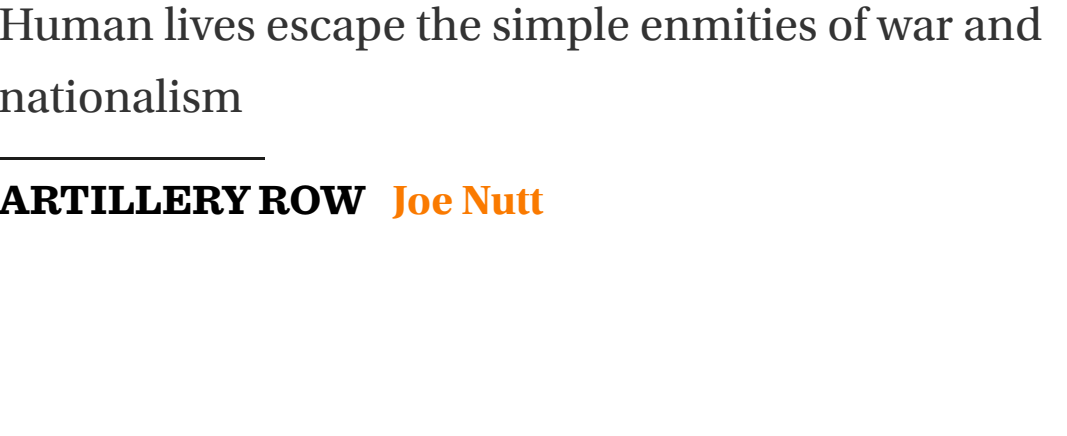 Human lives escape the simple enmities of war and
nationalism
ARTILLERY ROW Joe Nutt